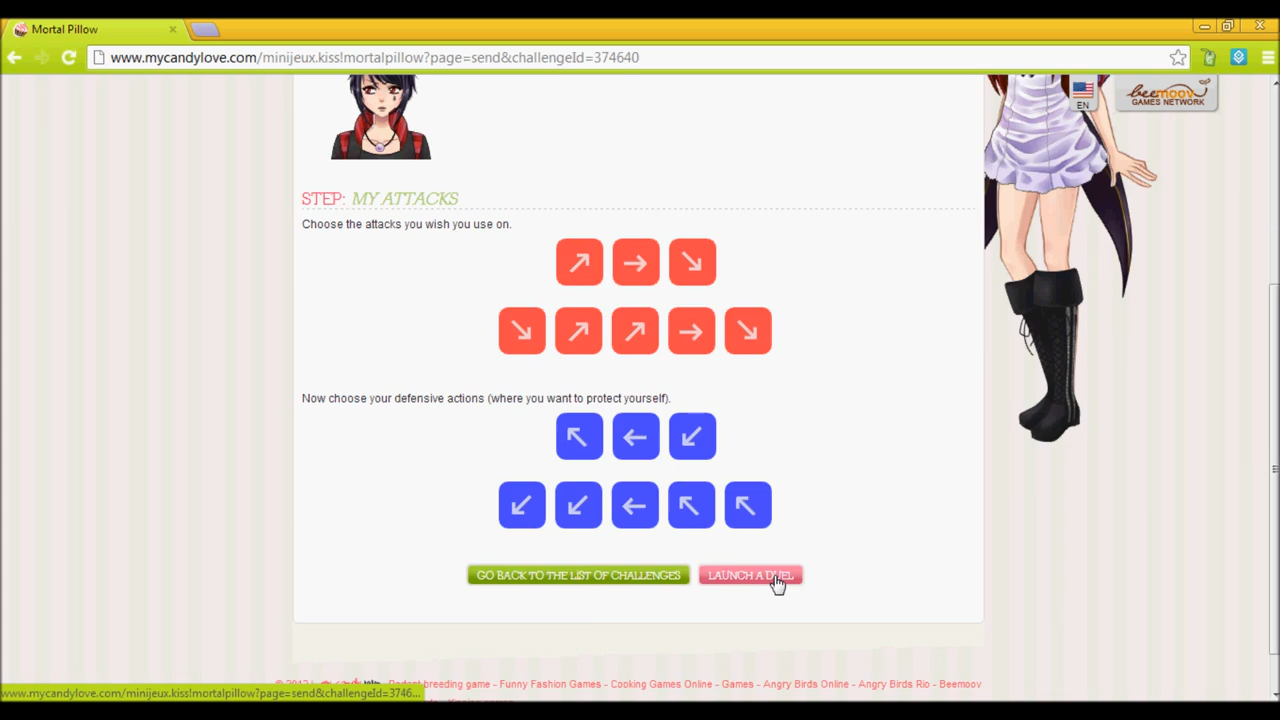 Mortal Pillow
www.mycandylove.com/minijeux.kiss!mortalpillow?page=send&challengeId=374640
EN
beemoov
GAMES NETWORK
STEP: MY ATTACKS
Choose the attacks you wish you use on.
Now choose your defensive actions (where you want to protect yourself).
GO BACK TO THE LIST OF CHALLENGES
LAUNCH A DUEL
breeding game - Funny Fashion Games - Cooking Games Online - Games - Angry Birds Online - Angry Birds Rio - Beemoov
www.mycandylove.com/minijeux.kiss!mortalpillow?page=send&challengeId=3746...